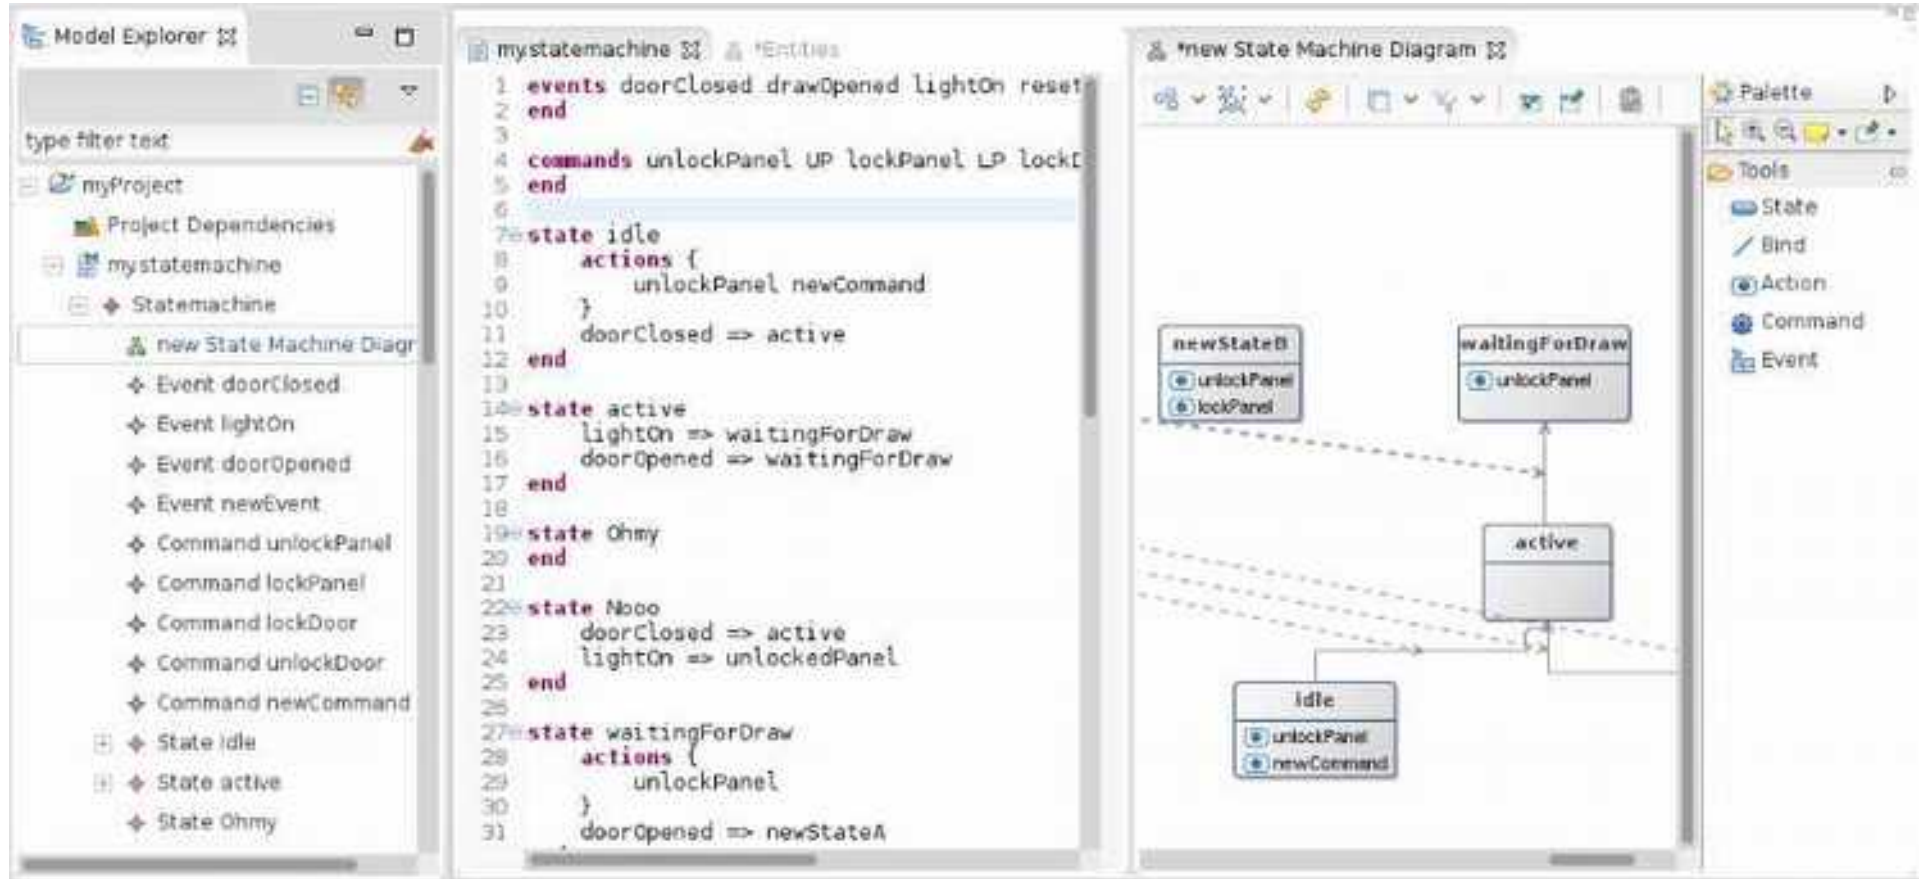 Model Explorer
type filter text
myProject
Project Dependencies
mystatemachine
Statemachine
new State Machine Diagr
Event doorClosed
Event lightOn
Event doorOpened
Event newEvent
Command unlockPanel
Command lockPanel
Command lockDoor
Command unlockDoor
Command newCommand
State idle
State active
State Ohmy
mystatemachine
*Entities
1 events doorClosed drawOpened lightOn reset
2 end
3
4 commands unlockPanel UP lockPanel LP lockD
5 end
6
7 state idle
8 actions {
9 unlockPanel newCommand
10 }
11 doorClosed => active
12 end
13
14 state active
15 lightOn => waitingForDraw
16 doorOpened => waitingForDraw
17 end
18
19 state Ohmy
20 end
21
22 state Nooo
23 doorClosed => active
24 lightOn => unlockedPanel
25 end
26
27 state waitingForDraw
28 actions {
29 unlockPanel
30 }
31 doorOpened => newStateA
*new State Machine Diagram
newStateB
unlockPanel
lockPanel
waitingForDraw
unlockPanel
active
idle
unlockPanel
newCommand
Palette
Tools
State
Bind
Action
Command
Event